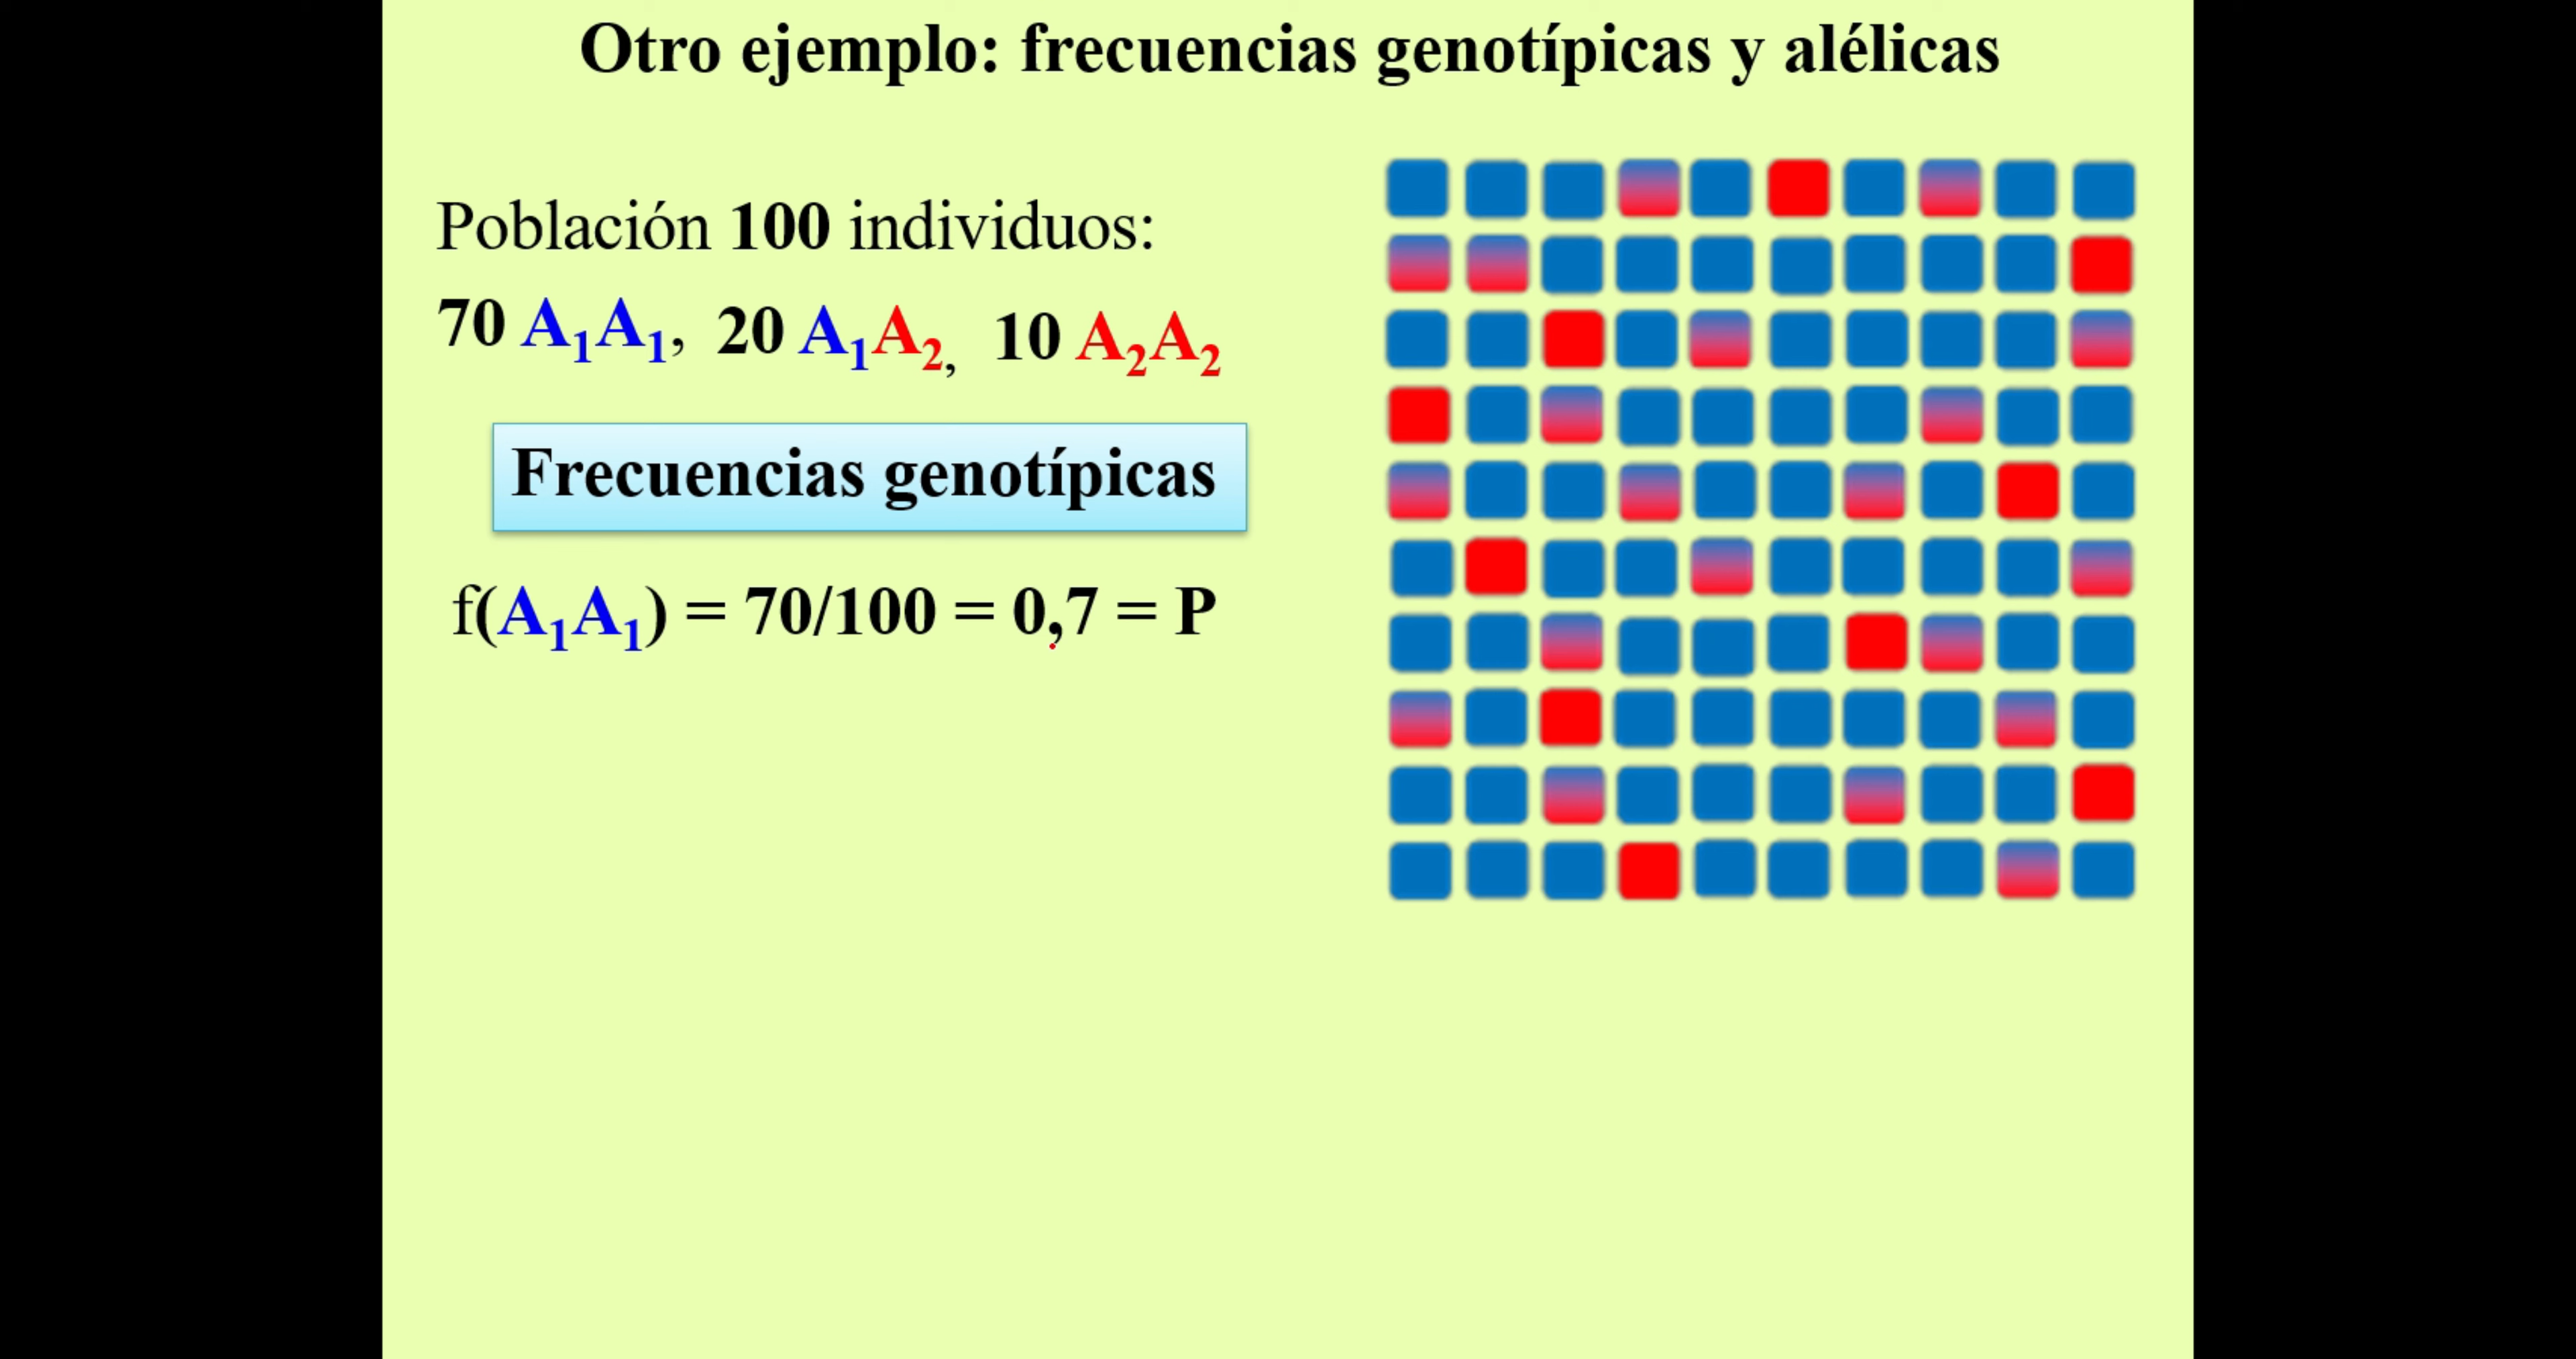 Otro ejemplo: frecuencias genotípicas y alélicas
Población 100 individuos:
70 A₁A₁, 20 A₁A₂, 10 A₂A₂
Frecuencias genotípicas
f(A₁A₁) = 70/100 = 0,7 = P